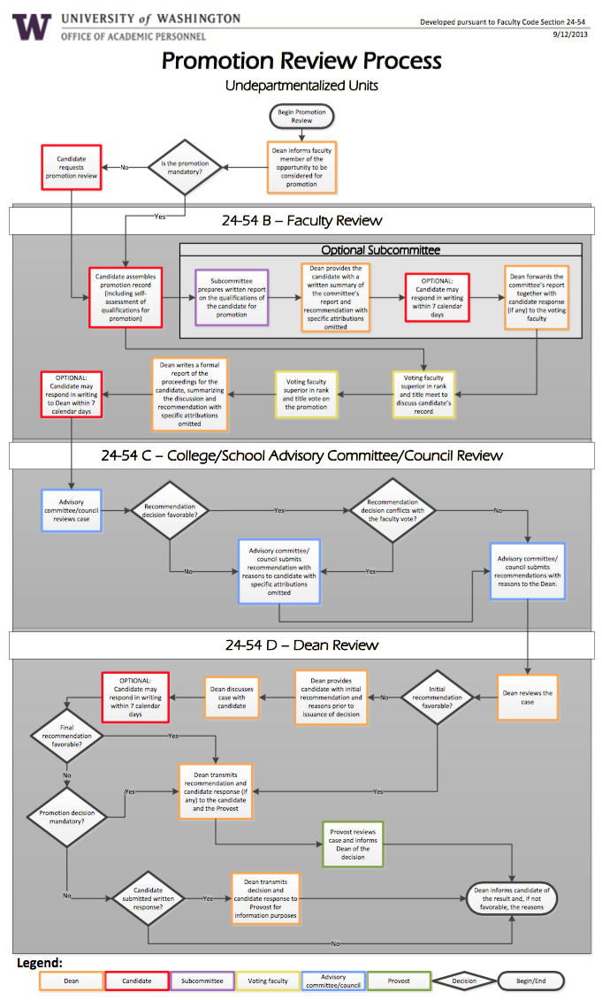 W
UNIVERSITY of WASHINGTON
OFFICE OF ACADEMIC PERSONNEL
Developed pursuant to Faculty Code Section 24-54
9/12/2013
Promotion Review Process
Undepartmentalized Units
Begin Promotion
Review
Candidate
requests
promotion review
No
Is the promotion
mandatory?
Dean informs faculty
member of the
opportunity to be
considered for
promotion
Yes
24-54 B – Faculty Review
Optional Subcommittee
Candidate assembles
promotion record
(including self-
assessment of
qualifications for
promotion)
Subcommittee
prepares written report
on the qualifications of
the candidate for
promotion
Dean provides the
candidate with a
written summary of
the committee's
report and
recommendation with
specific attributions
omitted
OPTIONAL:
Candidate may
respond in writing
within 7 calendar
days
Dean forwards the
committee's report
together with
candidate response
(if any) to the voting
faculty
OPTIONAL:
Candidate may
respond in writing
to Dean within 7
calendar days
Dean writes a formal
report of the
proceedings for the
candidate, summarizing
the discussion and
recommendation with
specific attributions
omitted
Voting faculty
superior in rank
and title vote on
the promotion
Voting faculty
superior in rank
and title meet to
discuss candidate's
record
24-54 C – College/School Advisory Committee/Council Review
Advisory
committee/council
reviews case
Recommendation
decision favorable?
Yes
Recommendation
decision conflicts with
the faculty vote?
No
No
Advisory committee/
council submits
recommendation with
reasons to candidate with
specific attributions
omitted
Yes
Advisory committee/
council submits
recommendations with
reasons to the Dean.
24-54 D – Dean Review
OPTIONAL:
Candidate may
respond in writing
within 7 calendar
days
Dean discusses
case with
candidate
Dean provides
candidate with initial
recommendation and
reasons prior to
issuance of decision
No
Initial
recommendation
favorable?
Dean reviews the
case
Final
recommendation
favorable?
Yes
No
Dean transmits
recommendation and
candidate response (if
any) to the candidate
and the Provost
Yes
Yes
Promotion decision
mandatory?
Provost reviews
case and informs
Dean of the
decision
No
Candidate
submitted written
response?
Yes
Dean transmits
decision and
candidate response to
Provost for
information purposes
Dean informs candidate of
the result and, if not
favorable, the reasons
No
Legend:
Dean
Candidate
Subcommittee
Voting faculty
Advisory
committee/council
Provost
Decision
Begin/End